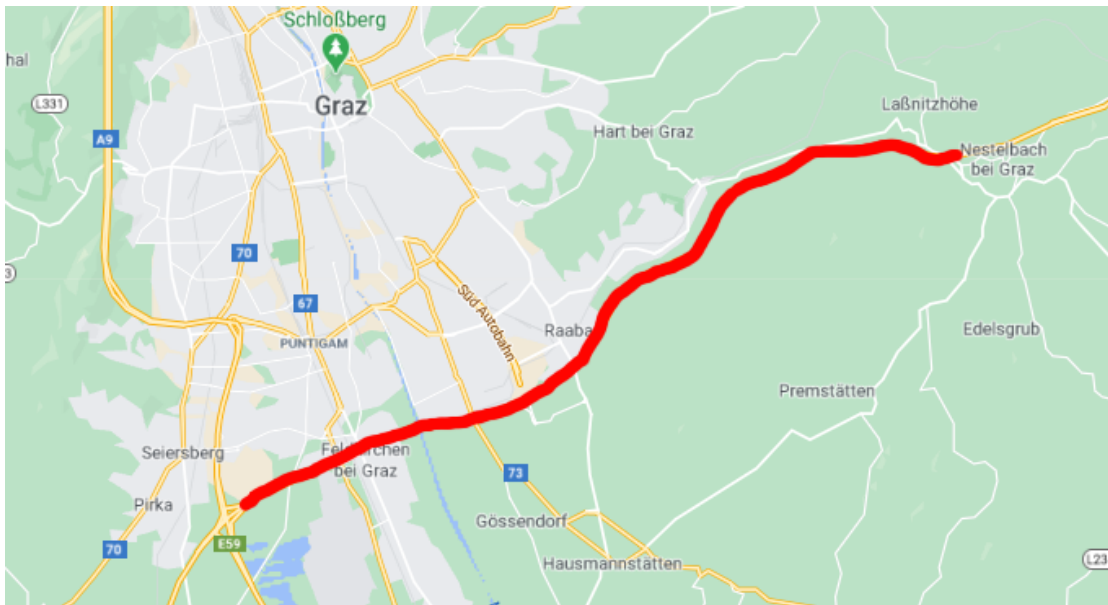 Schloßberg
hal
L331
Graz
Laßnitzhöhe
A9
Hart bei Graz
Nestelbach
bei Graz
70
3
67
Süd Autobahn
Raaba
Edelsgrub
PUNTIGAM
Premstätten
Seiersberg
bei Graz
73
Pirka
Gössendorf
E59
70
Hausmannstätten
L23